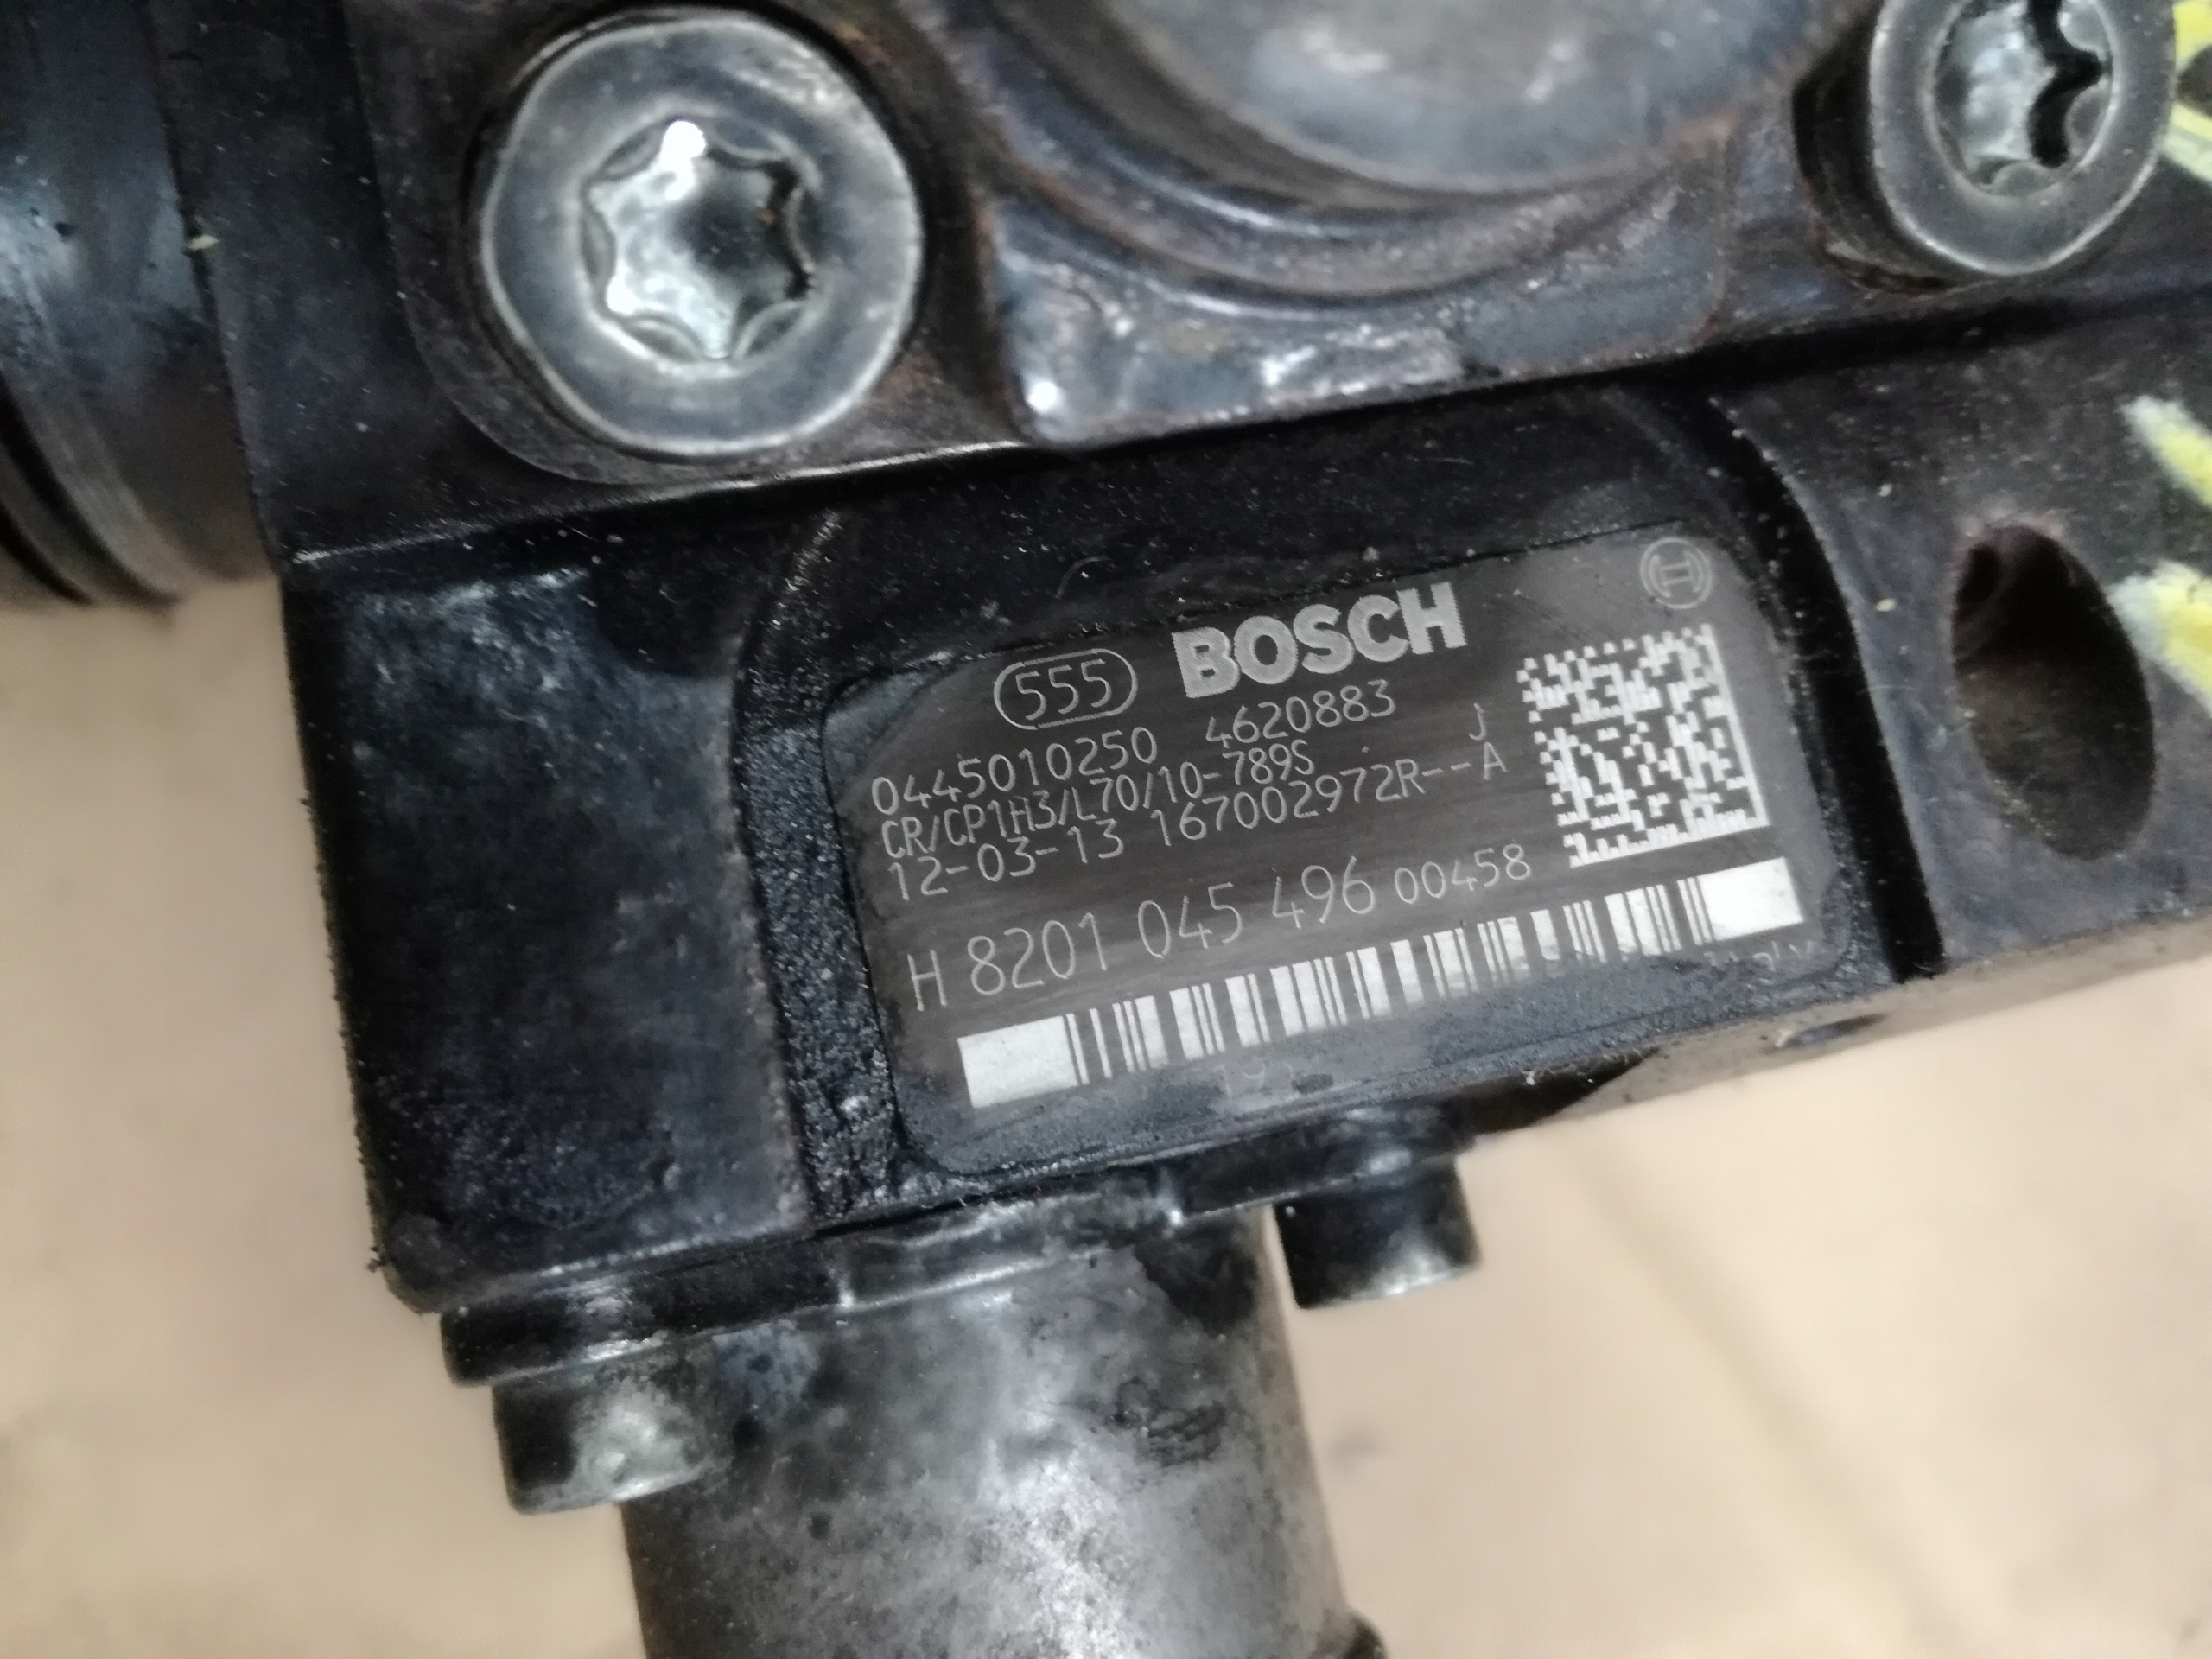 555 BOSCH
0445010250 4620883
CR/CP1H3/L70/10-789S J
12-03-13 167002972R--A
H 8201 045 496 00458